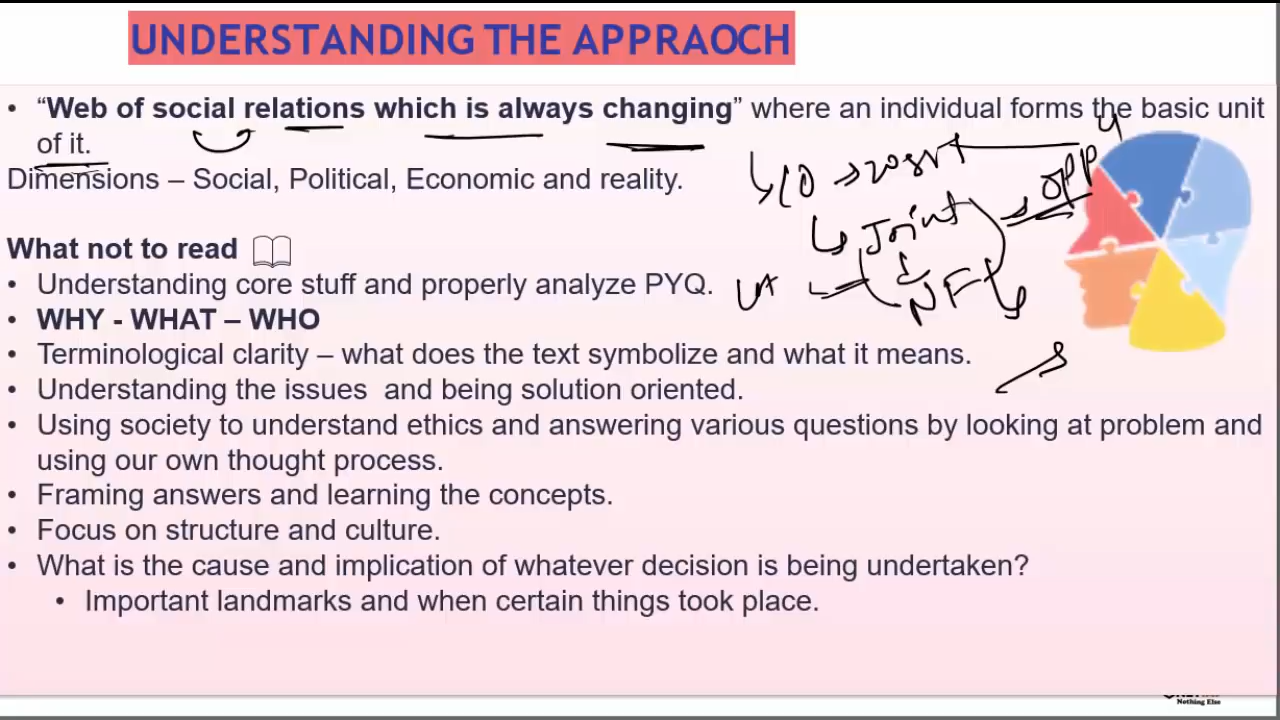 UNDERSTANDING THE APPRAOCH
• “Web of social relations which is always changing” where an individual forms the basic unit
of it.
Dimensions – Social, Political, Economic and reality.
Joint
NF
opp
What not to read
• Understanding core stuff and properly analyze PYQ.
• WHY - WHAT – WHO
• Terminological clarity – what does the text symbolize and what it means.
• Understanding the issues and being solution oriented.
• Using society to understand ethics and answering various questions by looking at problem and
using our own thought process.
• Framing answers and learning the concepts.
• Focus on structure and culture.
• What is the cause and implication of whatever decision is being undertaken?
• Important landmarks and when certain things took place.
Nothing Else